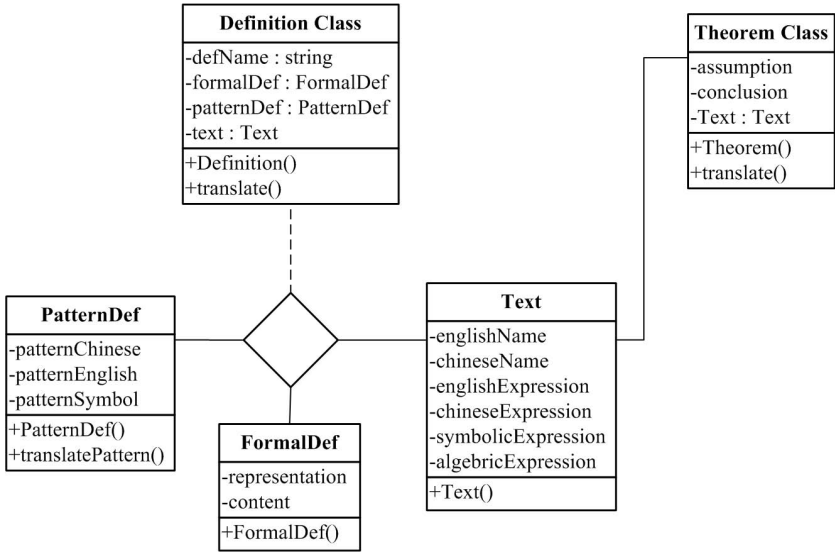 Definition Class
-defName : string
-formalDef : FormalDef
-patternDef : PatternDef
-text : Text
+Definition()
+translate()
Theorem Class
-assumption
-conclusion
-Text : Text
+Theorem()
+translate()
PatternDef
-patternChinese
-patternEnglish
-patternSymbol
+PatternDef()
+translatePattern()
FormalDef
-representation
-content
+FormalDef()
Text
-englishName
-chineseName
-englishExpression
-chineseExpression
-symbolicExpression
-algebricExpression
+Text()